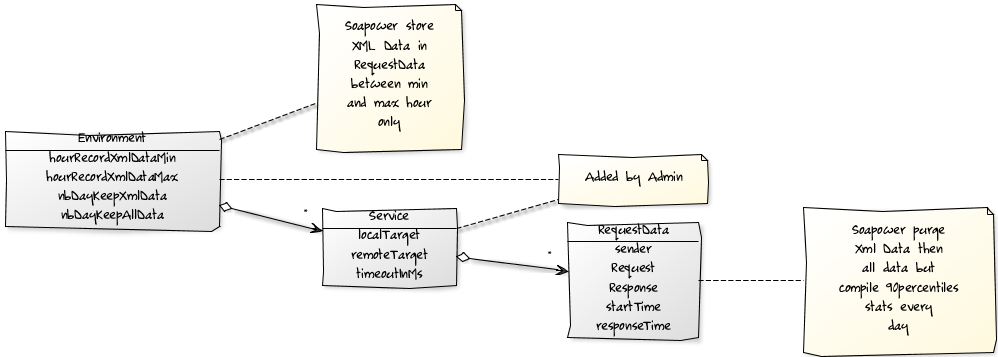 Soapower store
XML Data in
RequestData
between min
and max hour
only
Environment
hourRecordXmlDataMin
hourRecordXmlDataMax
nbDayKeepXmlData
nbDayKeepAllData
Added by Admin
*
Service
localTarget
remoteTarget
timeoutInMs
*
RequestData
sender
Request
Response
startTime
responseTime
Soapower purge
Xml Data then
all data but
compile 90percentiles
stats every
day